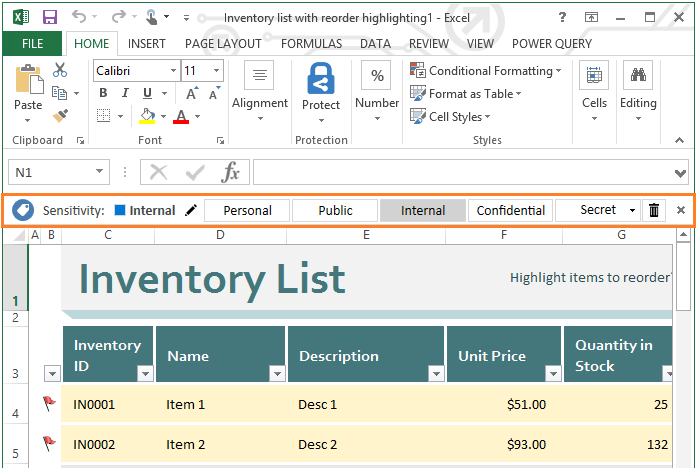 Inventory list with reorder highlighting1 - Excel
FILE HOME INSERT PAGE LAYOUT FORMULAS DATA REVIEW VIEW POWER QUERY
Calibri 11 % Conditional Formatting
Paste B I U A A Alignment Protect Number Format as Table Cells Editing
A Cell Styles
Clipboard Font Protection Styles
N1 fx
Sensitivity: Internal Personal Public Internal Confidential Secret
A B C D E F G
1 Inventory List Highlight items to reorder?
2
3 Inventory ID Name Description Unit Price Quantity in Stock
4 IN0001 Item 1 Desc 1 $51.00 25
5 IN0002 Item 2 Desc 2 $93.00 132